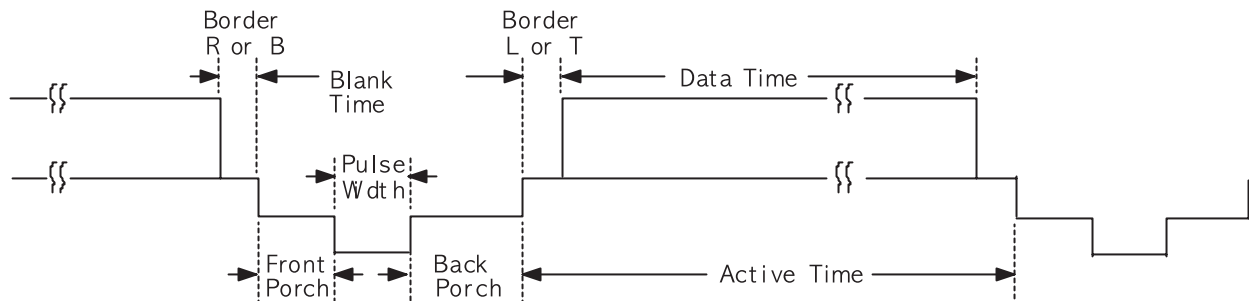 Border
R or B
Border
L or T
Blank
Time
Data Time
Pulse
Width
Front
Porch
Back
Porch
Active Time